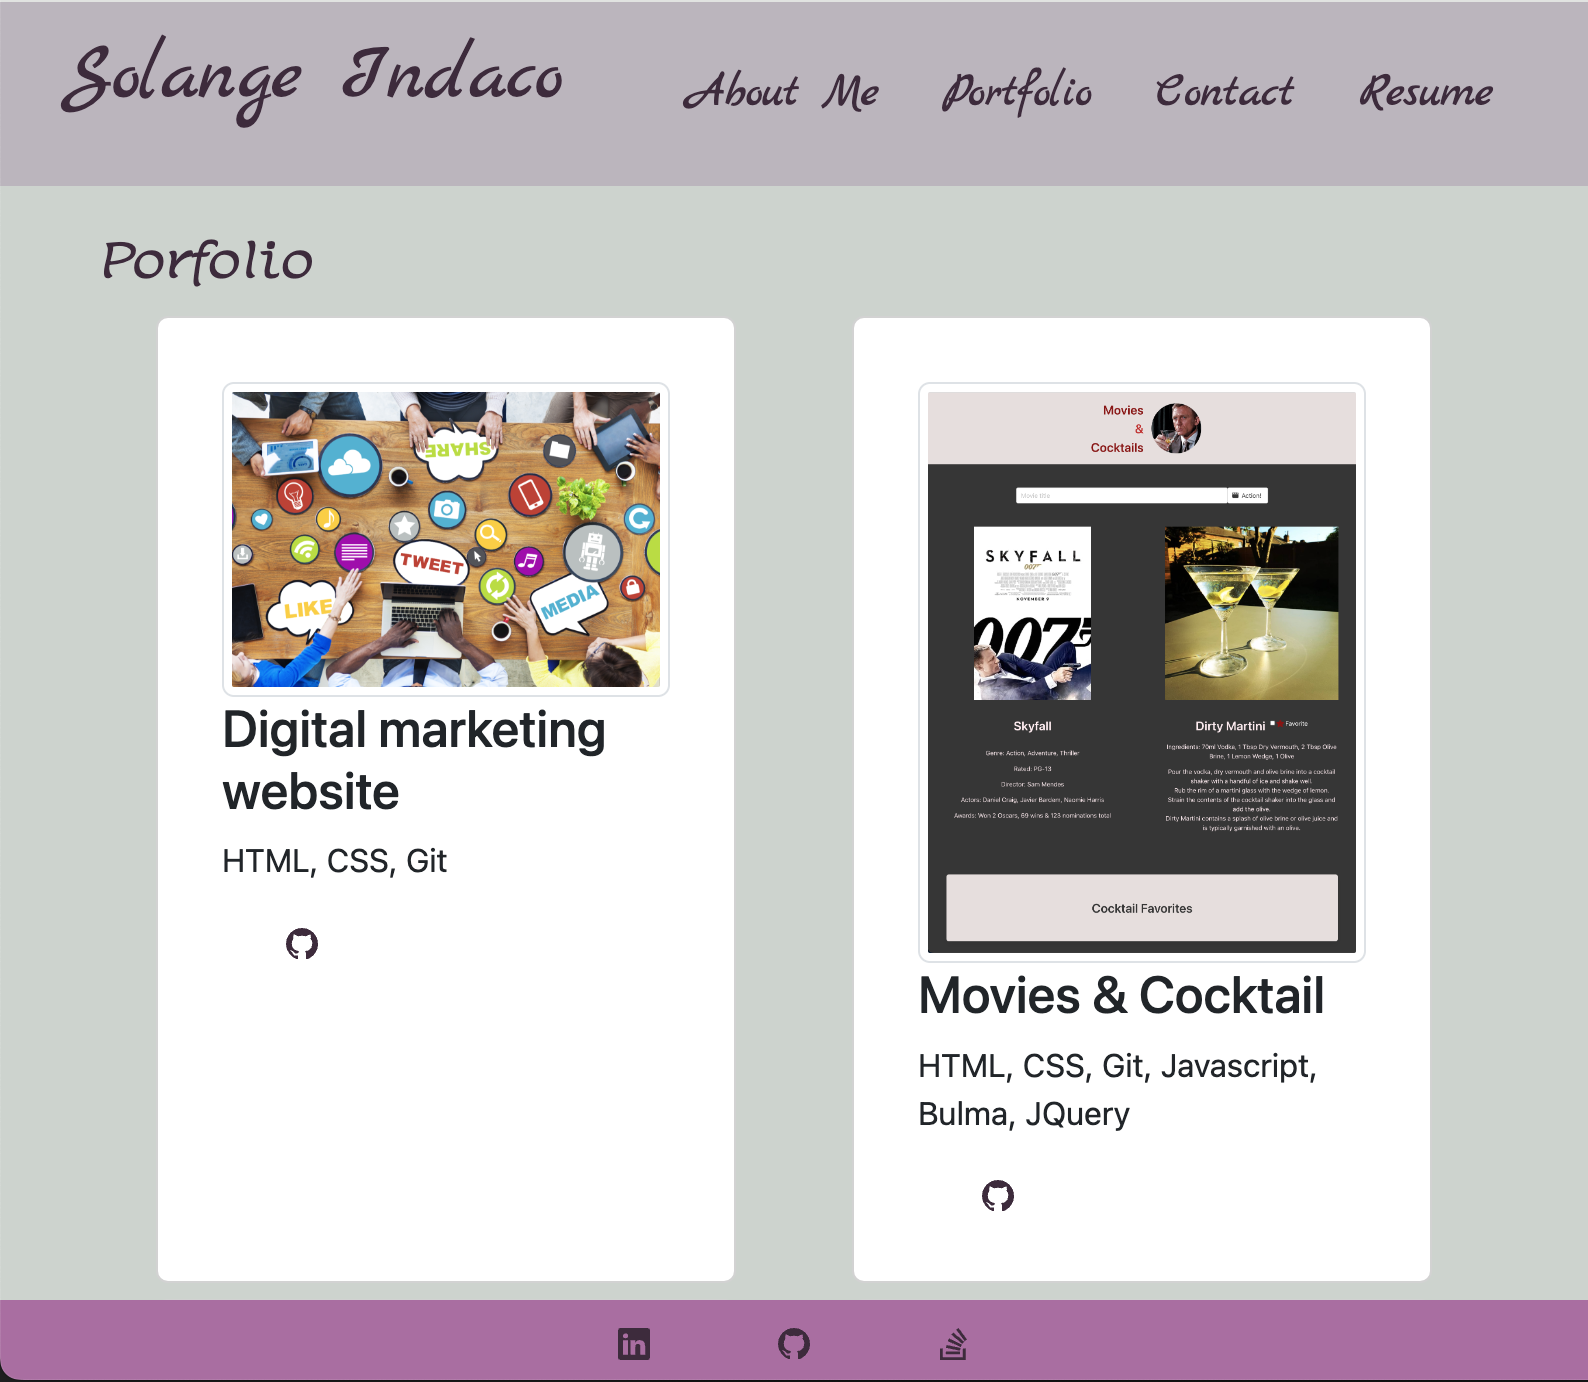 Solange Indaco
About Me Portfolio Contact Resume
Porfolio
SHARE
TWEET
LIKE
MEDIA
Digital marketing
website
HTML, CSS, Git
Movies
&
Cocktails
Movie title
Action!
SKYFALL
007
NOVEMBER 9
007
Skyfall
Genre: Action, Adventure, Thriller
Rated: PG-13
Director: Sam Mendes
Actors: Daniel Craig, Javier Bardem, Naomie Harris
Awards: Won 2 Oscars, 69 wins & 123 nominations total
Dirty Martini Favorite
Ingredients: 70ml Vodka, 1 Tbsp Dry Vermouth, 2 Tbsp Olive
Brine, 1 Lemon Wedge, 1 Olive
Pour the vodka, dry vermouth and olive brine into a cocktail
shaker with a handful of ice and shake well.
Rub the rim of a martini glass with the wedge of lemon.
Strain the contents of the cocktail shaker into the glass and
add the olive.
Dirty Martini contains a splash of olive brine or olive juice and
is typically garnished with an olive.
Cocktail Favorites
Movies & Cocktail
HTML, CSS, Git, Javascript,
Bulma, JQuery
in